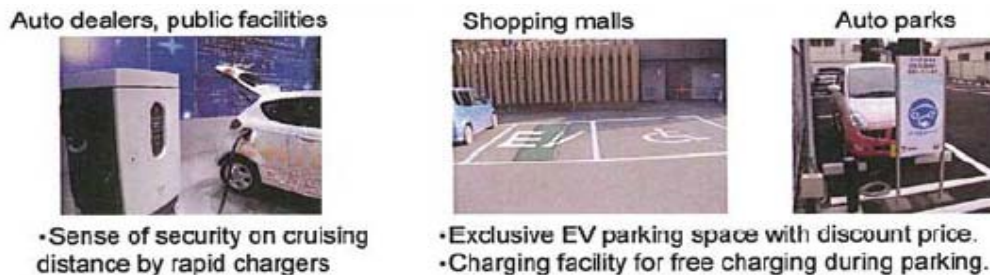 Auto dealers, public facilities
Shopping malls
Auto parks
EV
•Sense of security on cruising
distance by rapid chargers
•Exclusive EV parking space with discount price.
•Charging facility for free charging during parking.